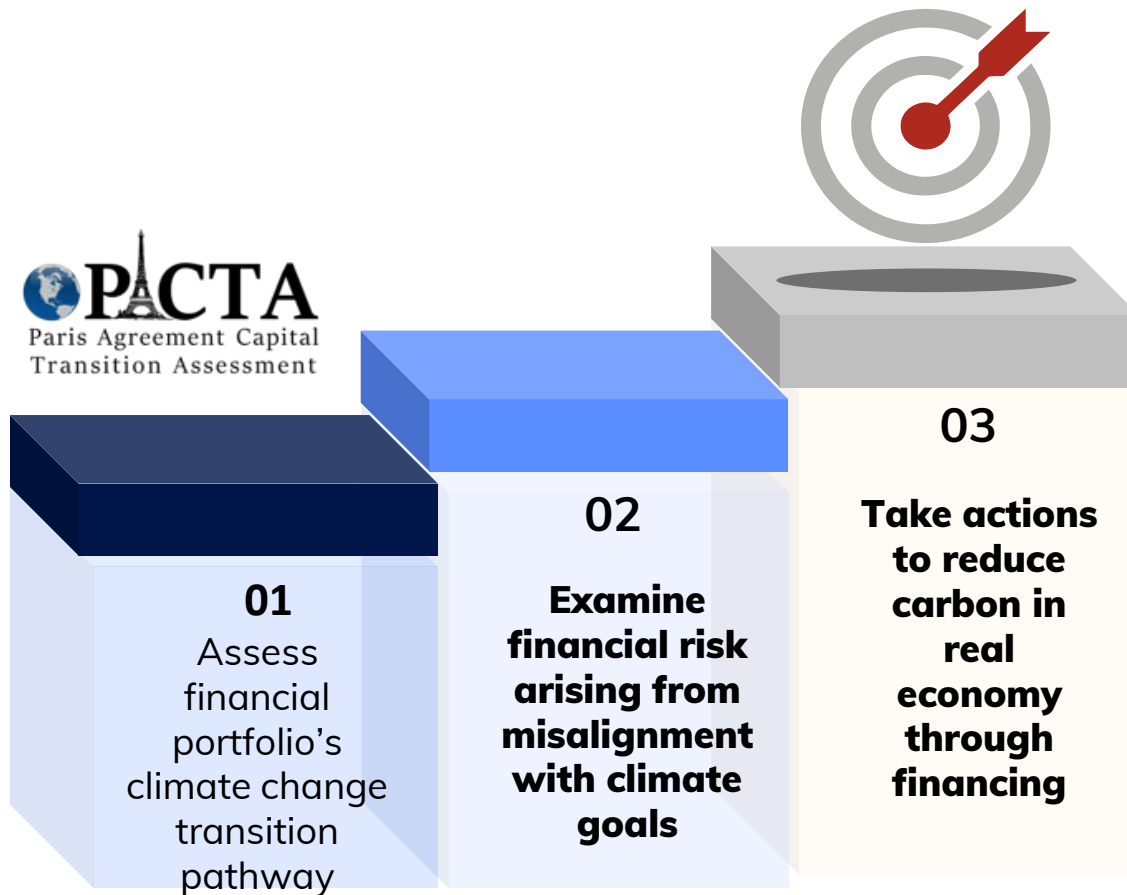 PACTA
Paris Agreement Capital
Transition Assessment
01
Assess
financial
portfolio’s
climate change
transition
pathway
02
Examine
financial risk
arising from
misalignment
with climate
goals
03
Take actions
to reduce
carbon in
real
economy
through
financing